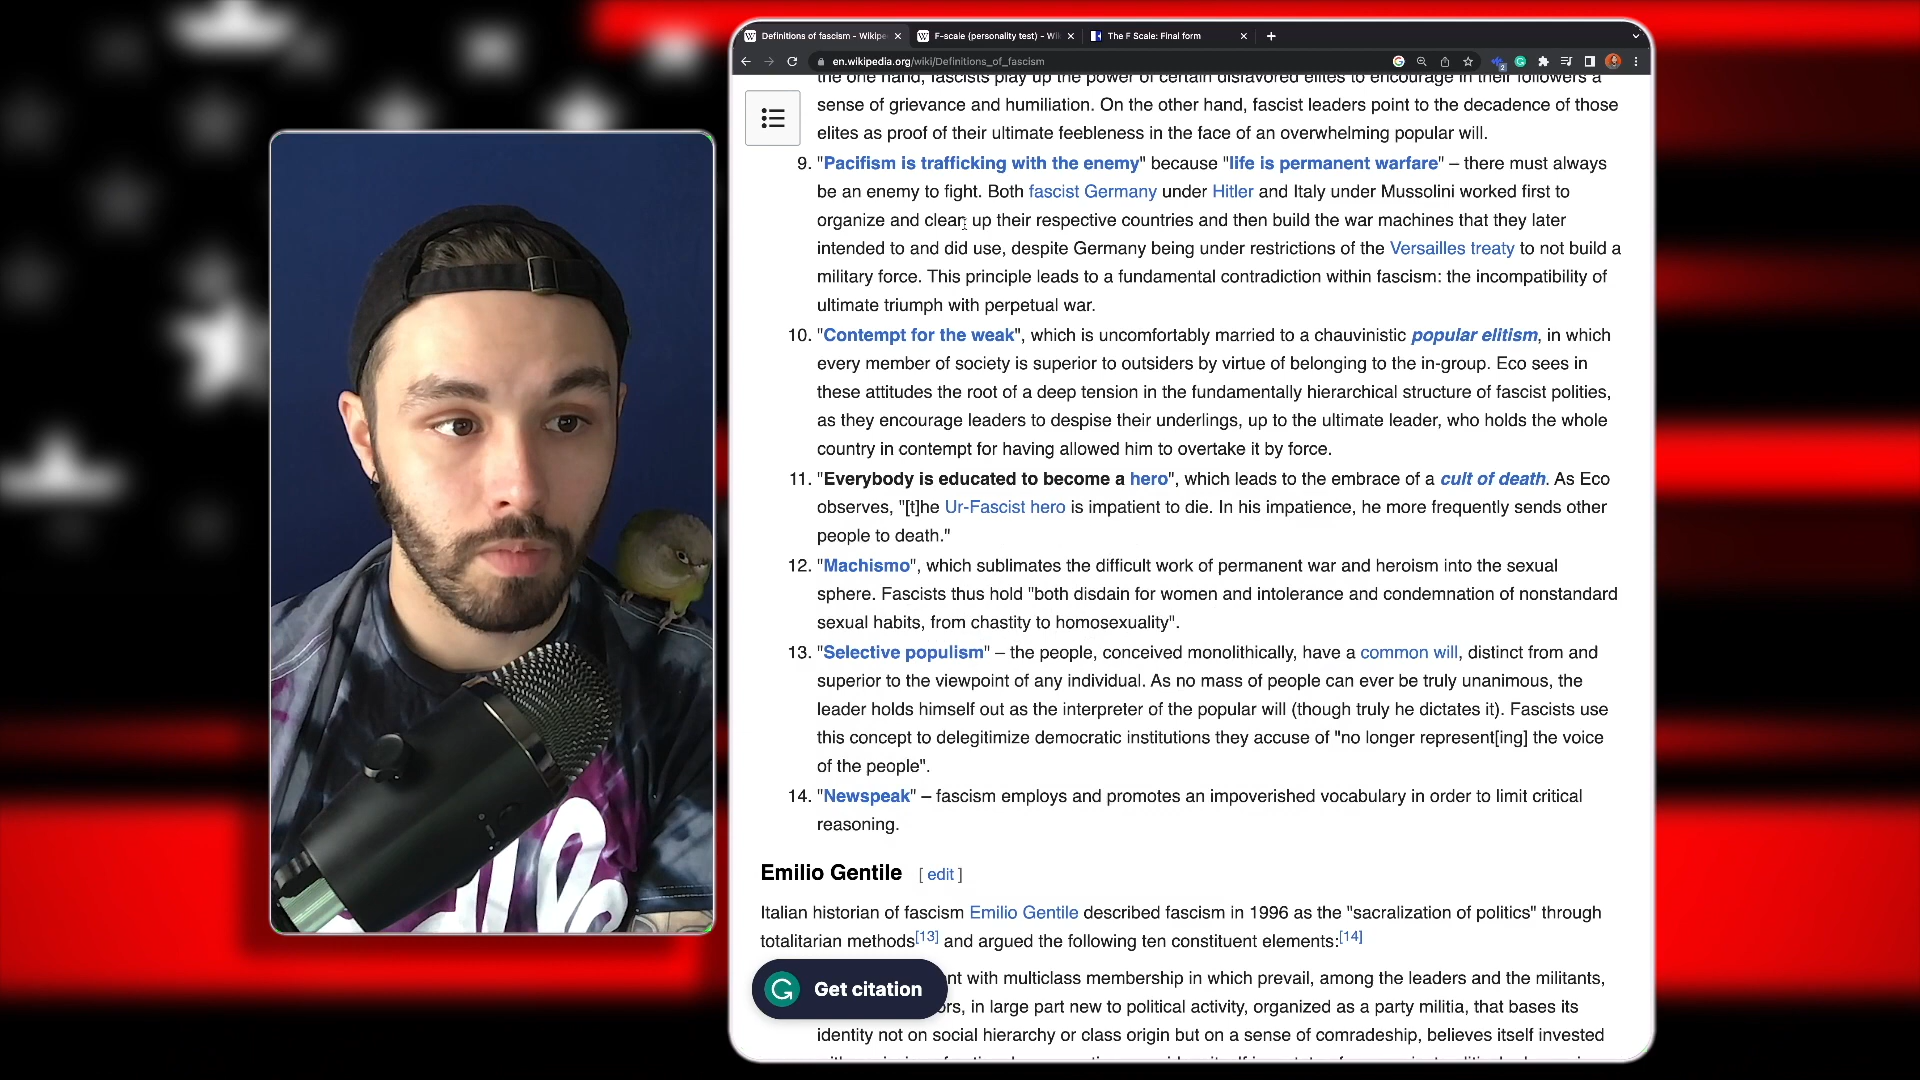 Definitions of fascism - Wikipe
F-scale (personality test) - Wi
The F Scale: Final form
en.wikipedia.org/wiki/Definitions_of_fascism
the one hand, fascists play up the power of certain disfavored elites to encourage in their followers a
sense of grievance and humiliation. On the other hand, fascist leaders point to the decadence of those
elites as proof of their ultimate feebleness in the face of an overwhelming popular will.
9. "Pacifism is trafficking with the enemy" because "life is permanent warfare" – there must always
be an enemy to fight. Both fascist Germany under Hitler and Italy under Mussolini worked first to
organize and clean up their respective countries and then build the war machines that they later
intended to and did use, despite Germany being under restrictions of the Versailles treaty to not build a
military force. This principle leads to a fundamental contradiction within fascism: the incompatibility of
ultimate triumph with perpetual war.
10. "Contempt for the weak", which is uncomfortably married to a chauvinistic popular elitism, in which
every member of society is superior to outsiders by virtue of belonging to the in-group. Eco sees in
these attitudes the root of a deep tension in the fundamentally hierarchical structure of fascist polities,
as they encourage leaders to despise their underlings, up to the ultimate leader, who holds the whole
country in contempt for having allowed him to overtake it by force.
11. "Everybody is educated to become a hero", which leads to the embrace of a cult of death. As Eco
observes, "[t]he Ur-Fascist hero is impatient to die. In his impatience, he more frequently sends other
people to death."
12. "Machismo", which sublimates the difficult work of permanent war and heroism into the sexual
sphere. Fascists thus hold "both disdain for women and intolerance and condemnation of nonstandard
sexual habits, from chastity to homosexuality".
13. "Selective populism" – the people, conceived monolithically, have a common will, distinct from and
superior to the viewpoint of any individual. As no mass of people can ever be truly unanimous, the
leader holds himself out as the interpreter of the popular will (though truly he dictates it). Fascists use
this concept to delegitimize democratic institutions they accuse of "no longer represent[ing] the voice
of the people".
14. "Newspeak" – fascism employs and promotes an impoverished vocabulary in order to limit critical
reasoning.
Emilio Gentile [ edit ]
Italian historian of fascism Emilio Gentile described fascism in 1996 as the "sacralization of politics" through
totalitarian methods[13] and argued the following ten constituent elements:[14]
nt with multiclass membership in which prevail, among the leaders and the militants,
Get citation
ors, in large part new to political activity, organized as a party militia, that bases its
identity not on social hierarchy or class origin but on a sense of comradeship, believes itself invested